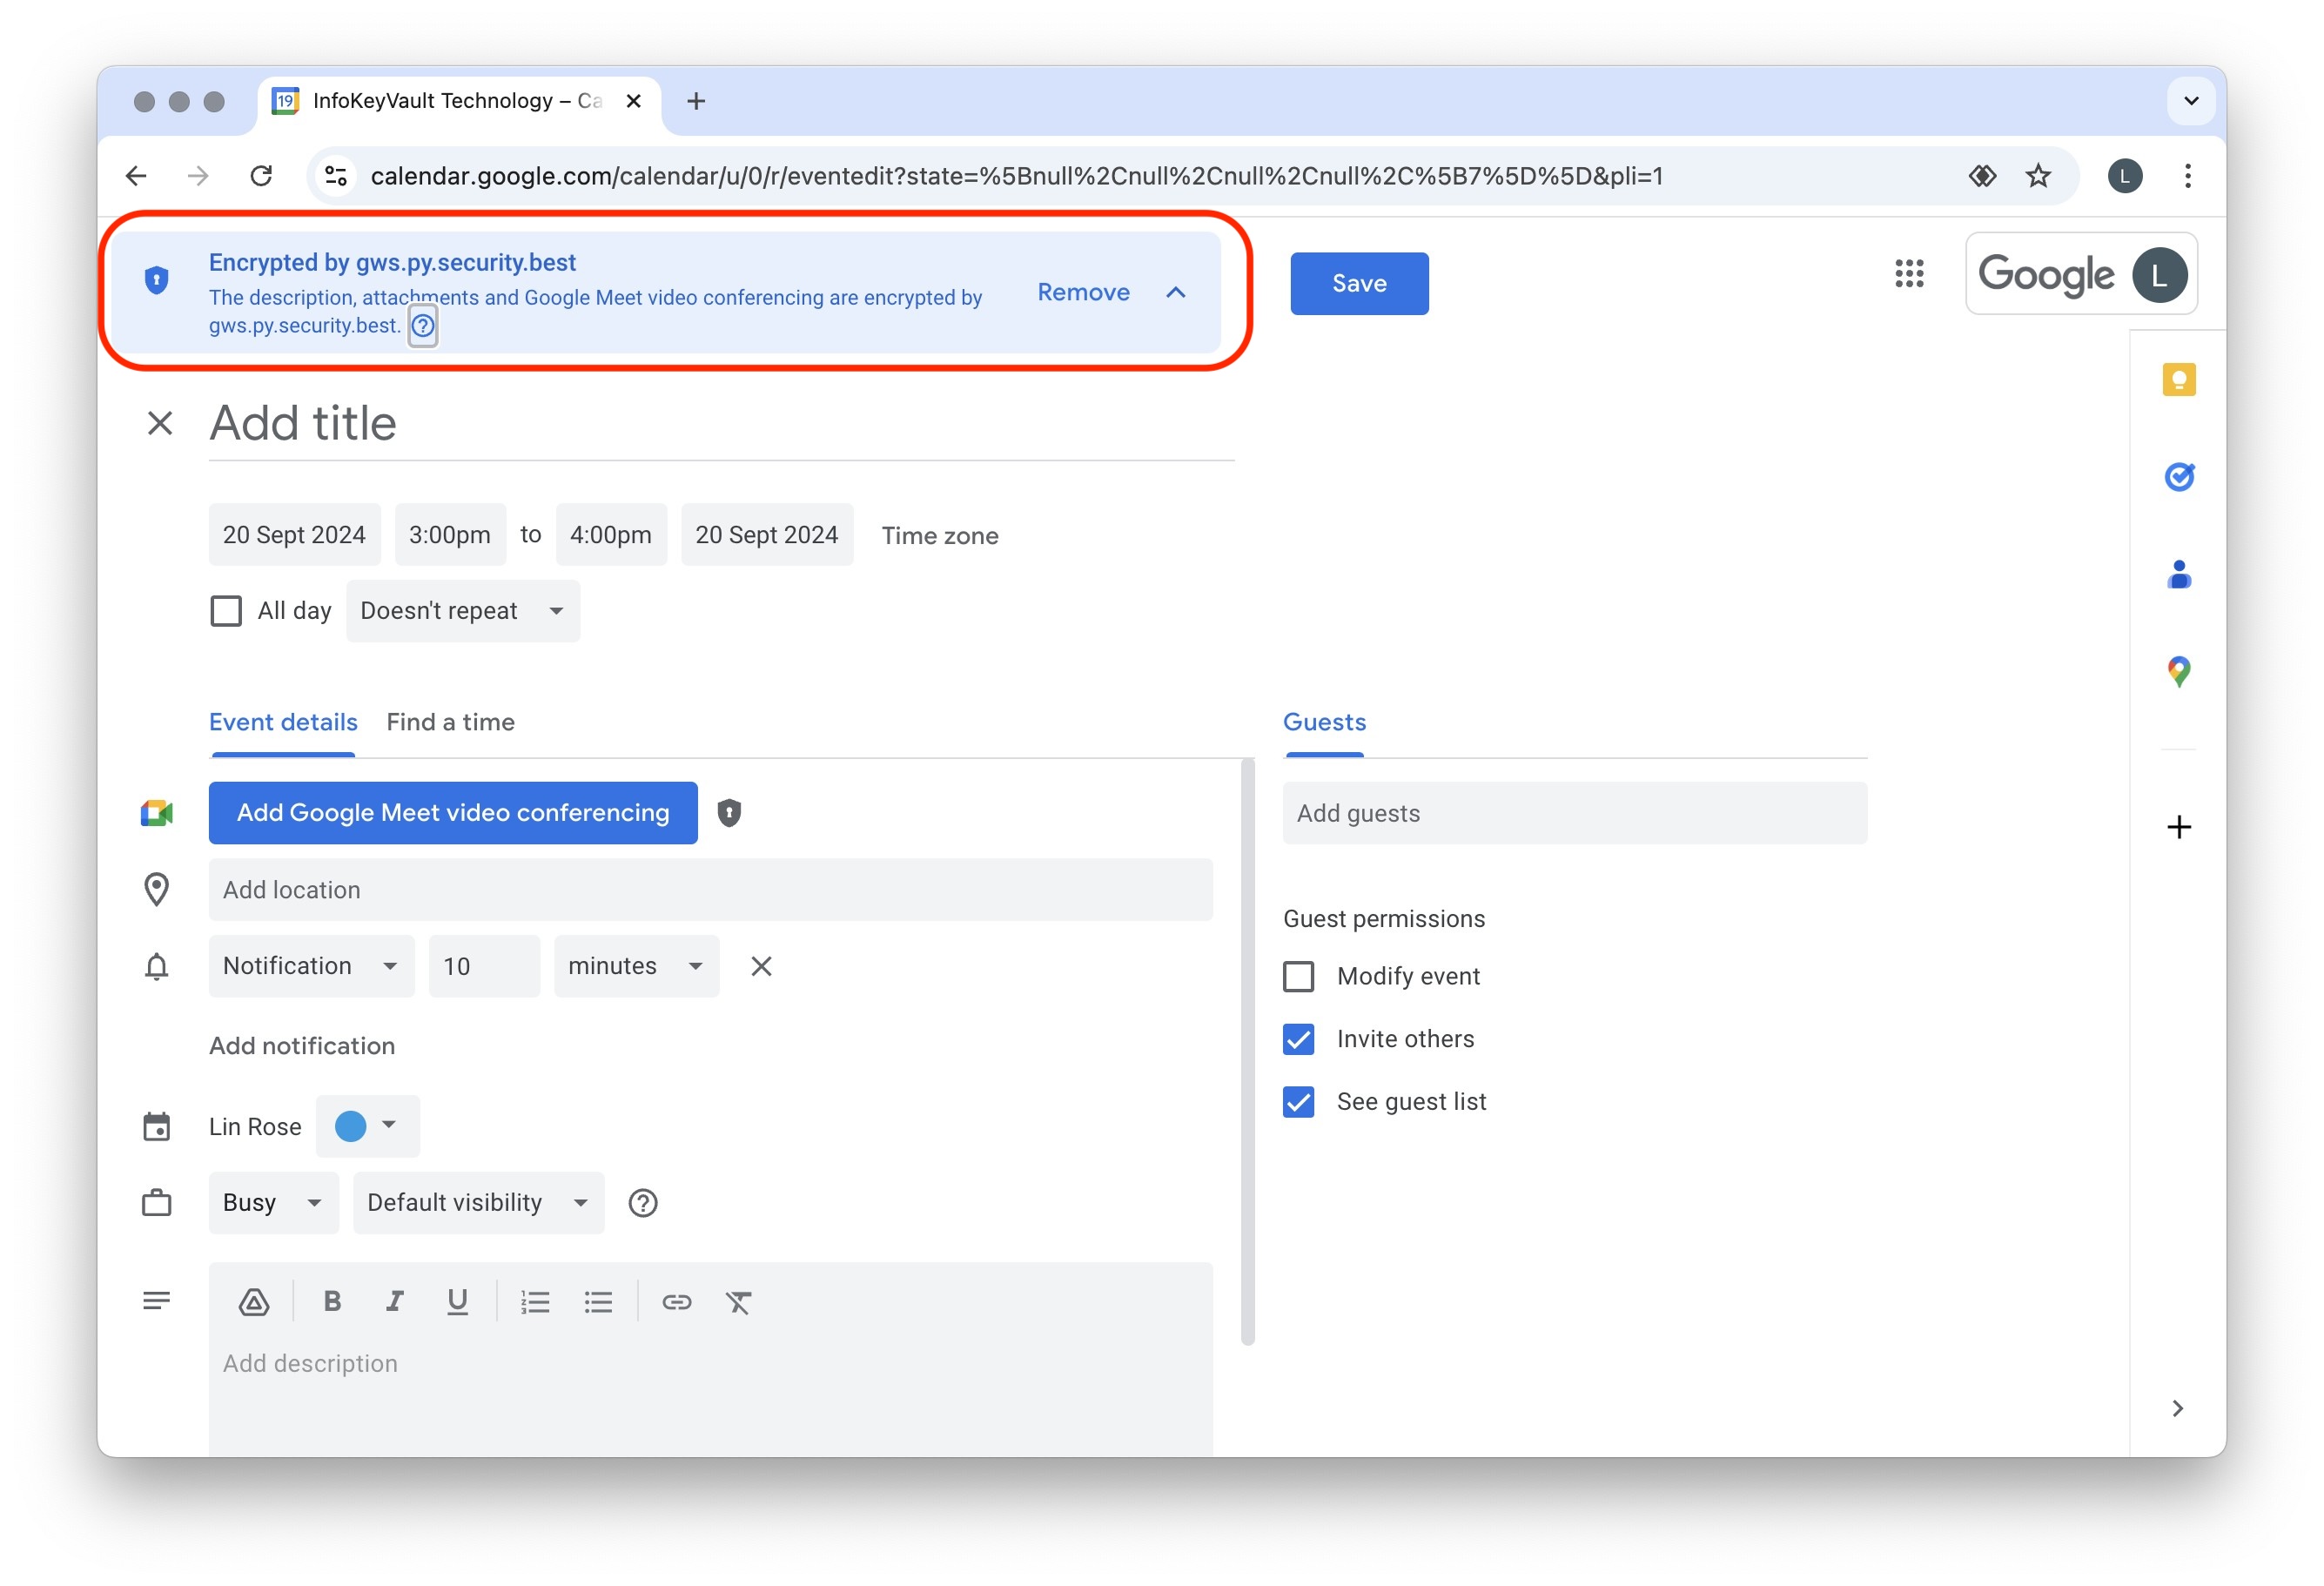 19 InfoKeyVault Technology – Ca
calendar.google.com/calendar/u/0/r/eventedit?state=%5Bnull%2Cnull%2Cnull%2Cnull%2C%5B7%5D%5D&pli=1
L
Encrypted by gws.py.security.best
The description, attachments and Google Meet video conferencing are encrypted by
gws.py.security.best.
Remove
Save
Google L
Add title
20 Sept 2024 3:00pm to 4:00pm 20 Sept 2024 Time zone
All day Doesn't repeat
Event details Find a time
Guests
Add Google Meet video conferencing
Add guests
Add location
Guest permissions
Notification 10 minutes
Modify event
Add notification
Invite others
Lin Rose
See guest list
Busy Default visibility
B I U
Add description